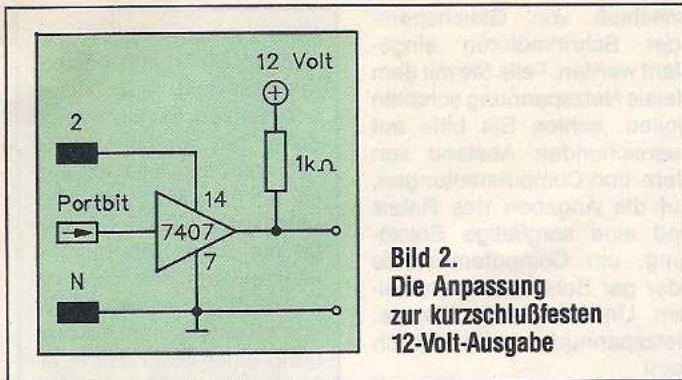 12 Volt
2
1kΩ
14
Portbit
7407
7
N
Bild 2.
Die Anpassung
zur kurzschlußfesten
12-Volt-Ausgabe